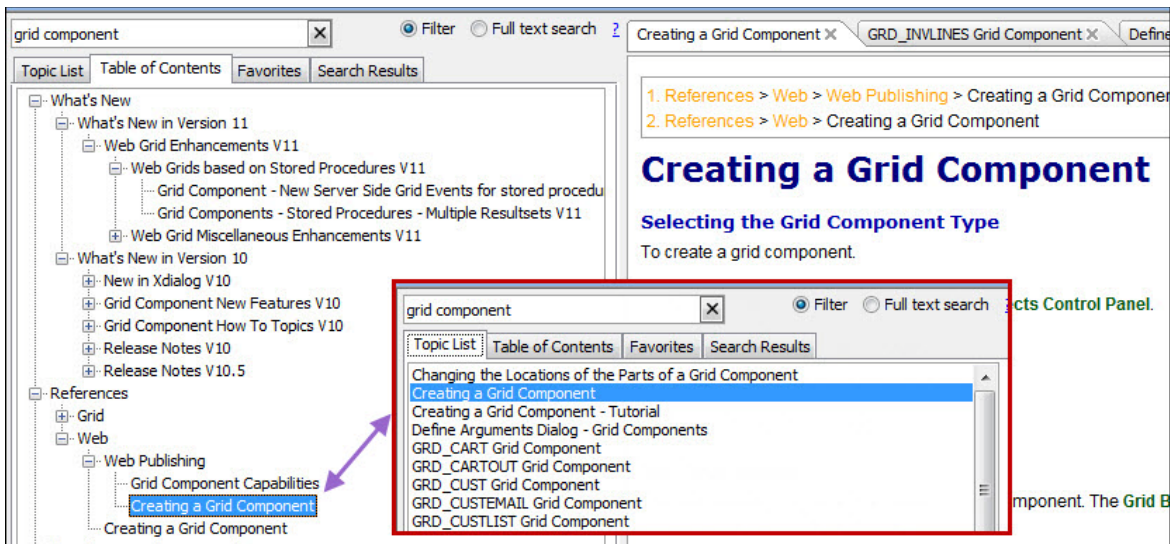 grid component
Filter
Full text search
?
Topic List
Table of Contents
Favorites
Search Results
What's New
What's New in Version 11
Web Grid Enhancements V11
Web Grids based on Stored Procedures V11
Grid Component - New Server Side Grid Events for stored procedu
Grid Components - Stored Procedures - Multiple Resultsets V11
Web Grid Miscellaneous Enhancements V11
What's New in Version 10
New in Xdialog V10
Grid Component New Features V10
Grid Component How To Topics V10
Release Notes V10
Release Notes V10.5
References
Grid
Web
Web Publishing
Grid Component Capabilities
Creating a Grid Component
Creating a Grid Component
Creating a Grid Component
GRD_INVLINES Grid Component
Define
1. References > Web > Web Publishing > Creating a Grid Componen
2. References > Web > Creating a Grid Component
Creating a Grid Component
Selecting the Grid Component Type
To create a grid component.
ects Control Panel.
mponent. The Grid B
grid component
Filter
Full text search
Topic List
Table of Contents
Favorites
Search Results
Changing the Locations of the Parts of a Grid Component
Creating a Grid Component
Creating a Grid Component - Tutorial
Define Arguments Dialog - Grid Components
GRD_CART Grid Component
GRD_CARTOUT Grid Component
GRD_CUST Grid Component
GRD_CUSTEMAIL Grid Component
GRD_CUSTLIST Grid Component